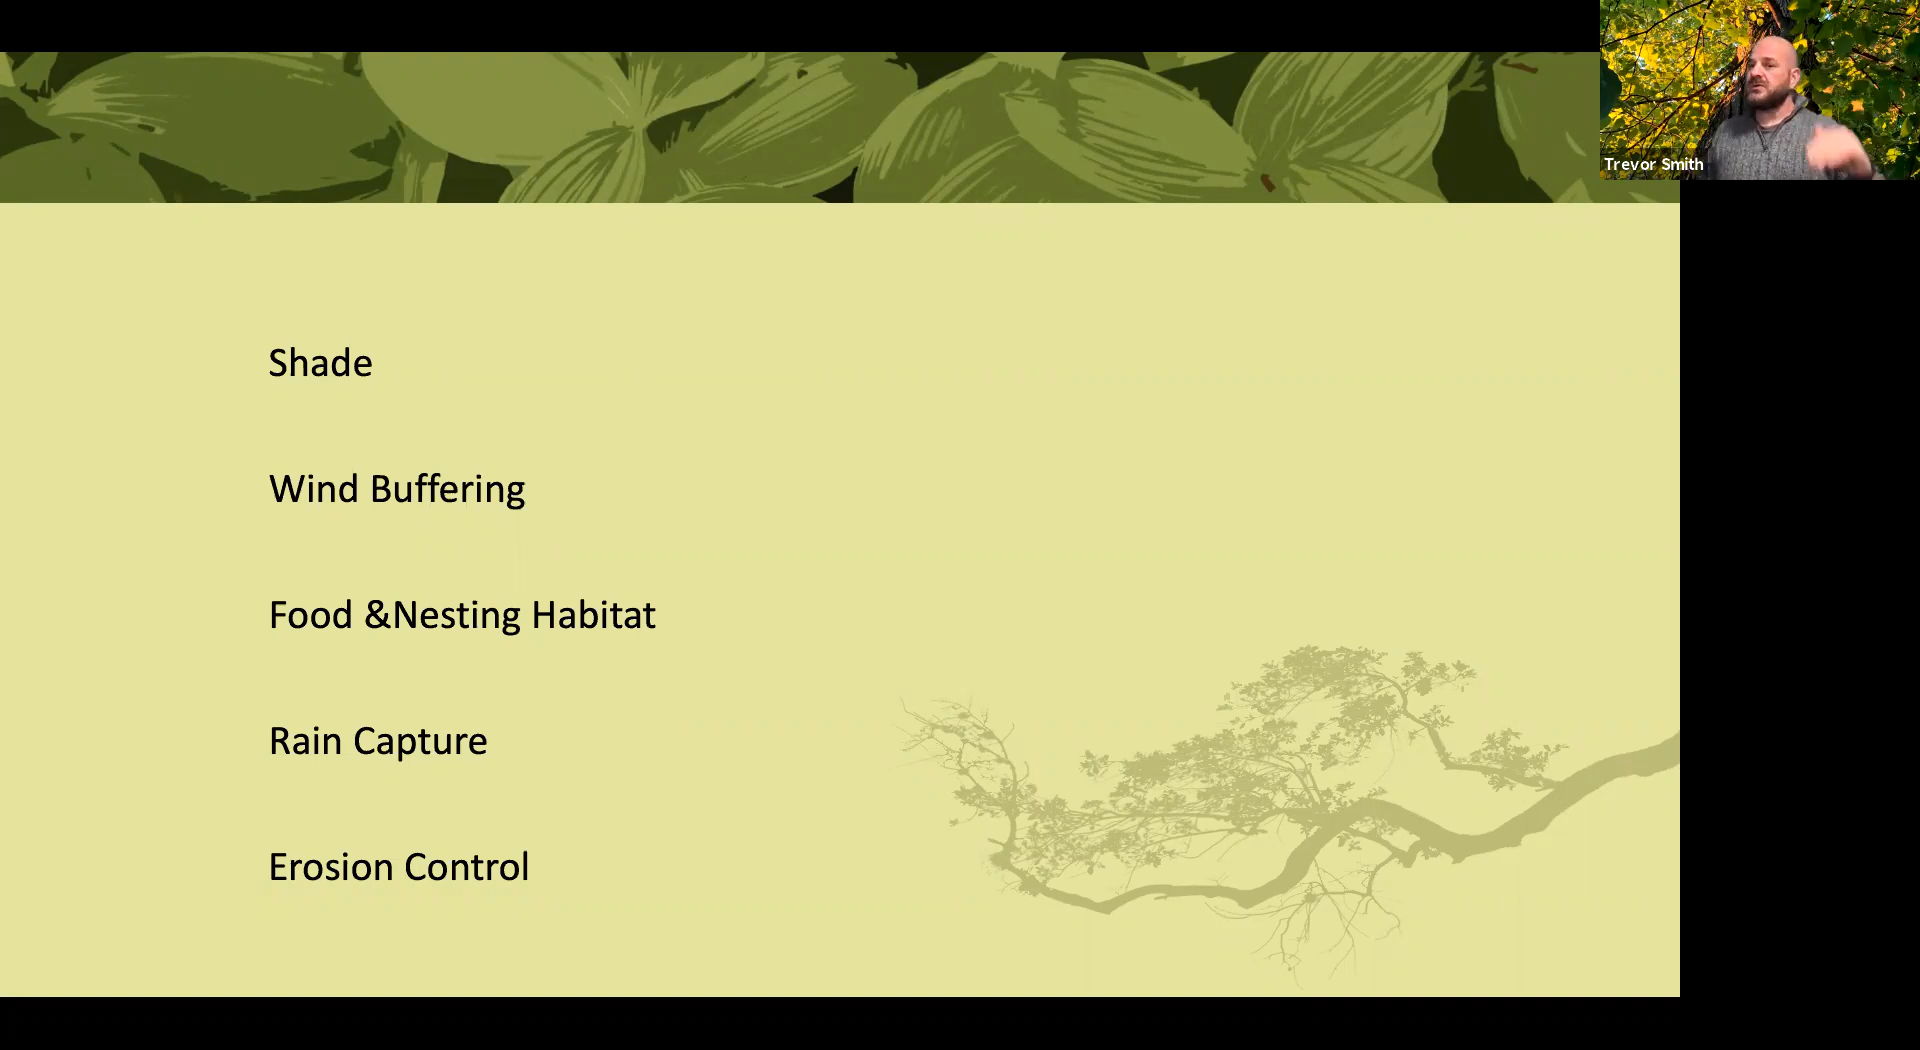 Trevor Smith
Shade
Wind Buffering
Food &Nesting Habitat
Rain Capture
Erosion Control